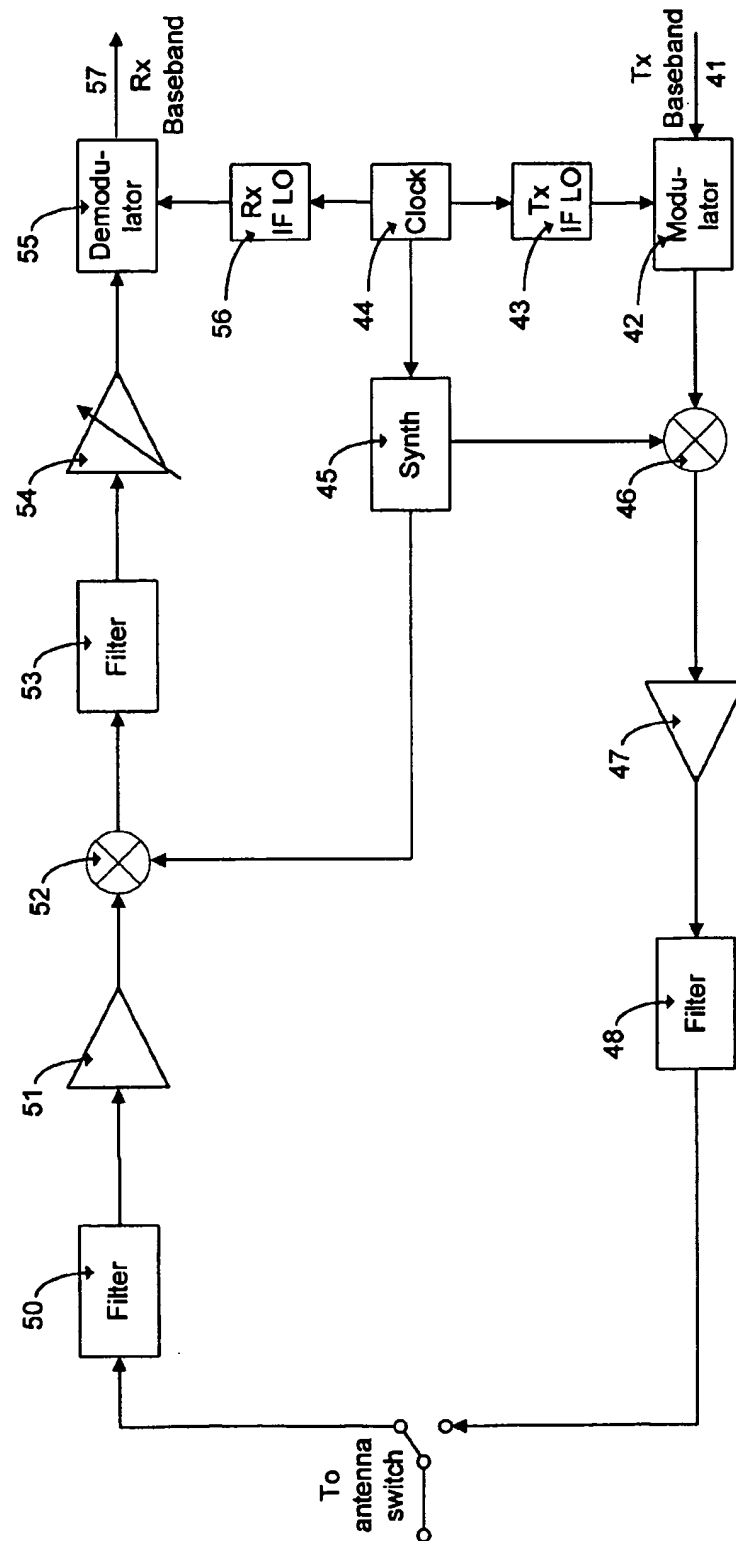 57
Rx
Baseband
55
Demodu-
lator
54
53
Filter
52
51
50
Filter
56
Rx
IF LO
44
Clock
43
Tx
IF LO
45
Synth
To
antenna
switch
Tx
Baseband
41
42
Modu-
lator
46
47
48
Filter